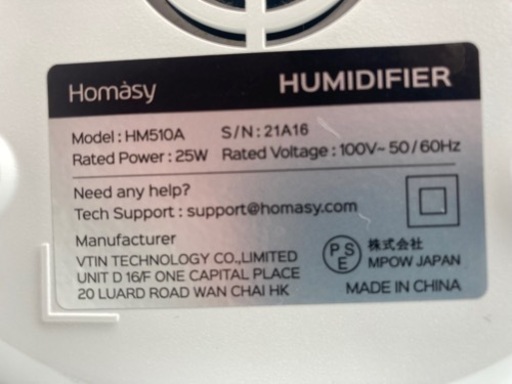 Homàsy HUMIDIFIER
Model : HM510A S/N : 21A16
Rated Power : 25W Rated Voltage : 100V~ 50/60Hz
Need any help?
Tech Support : support@homasy.com
Manufacturer
VTIN TECHNOLOGY CO.,LIMITED
UNIT D 16/F ONE CAPITAL PLACE
20 LUARD ROAD WAN CHAI HK
PSE
株式会社
MPOW JAPAN
MADE IN CHINA